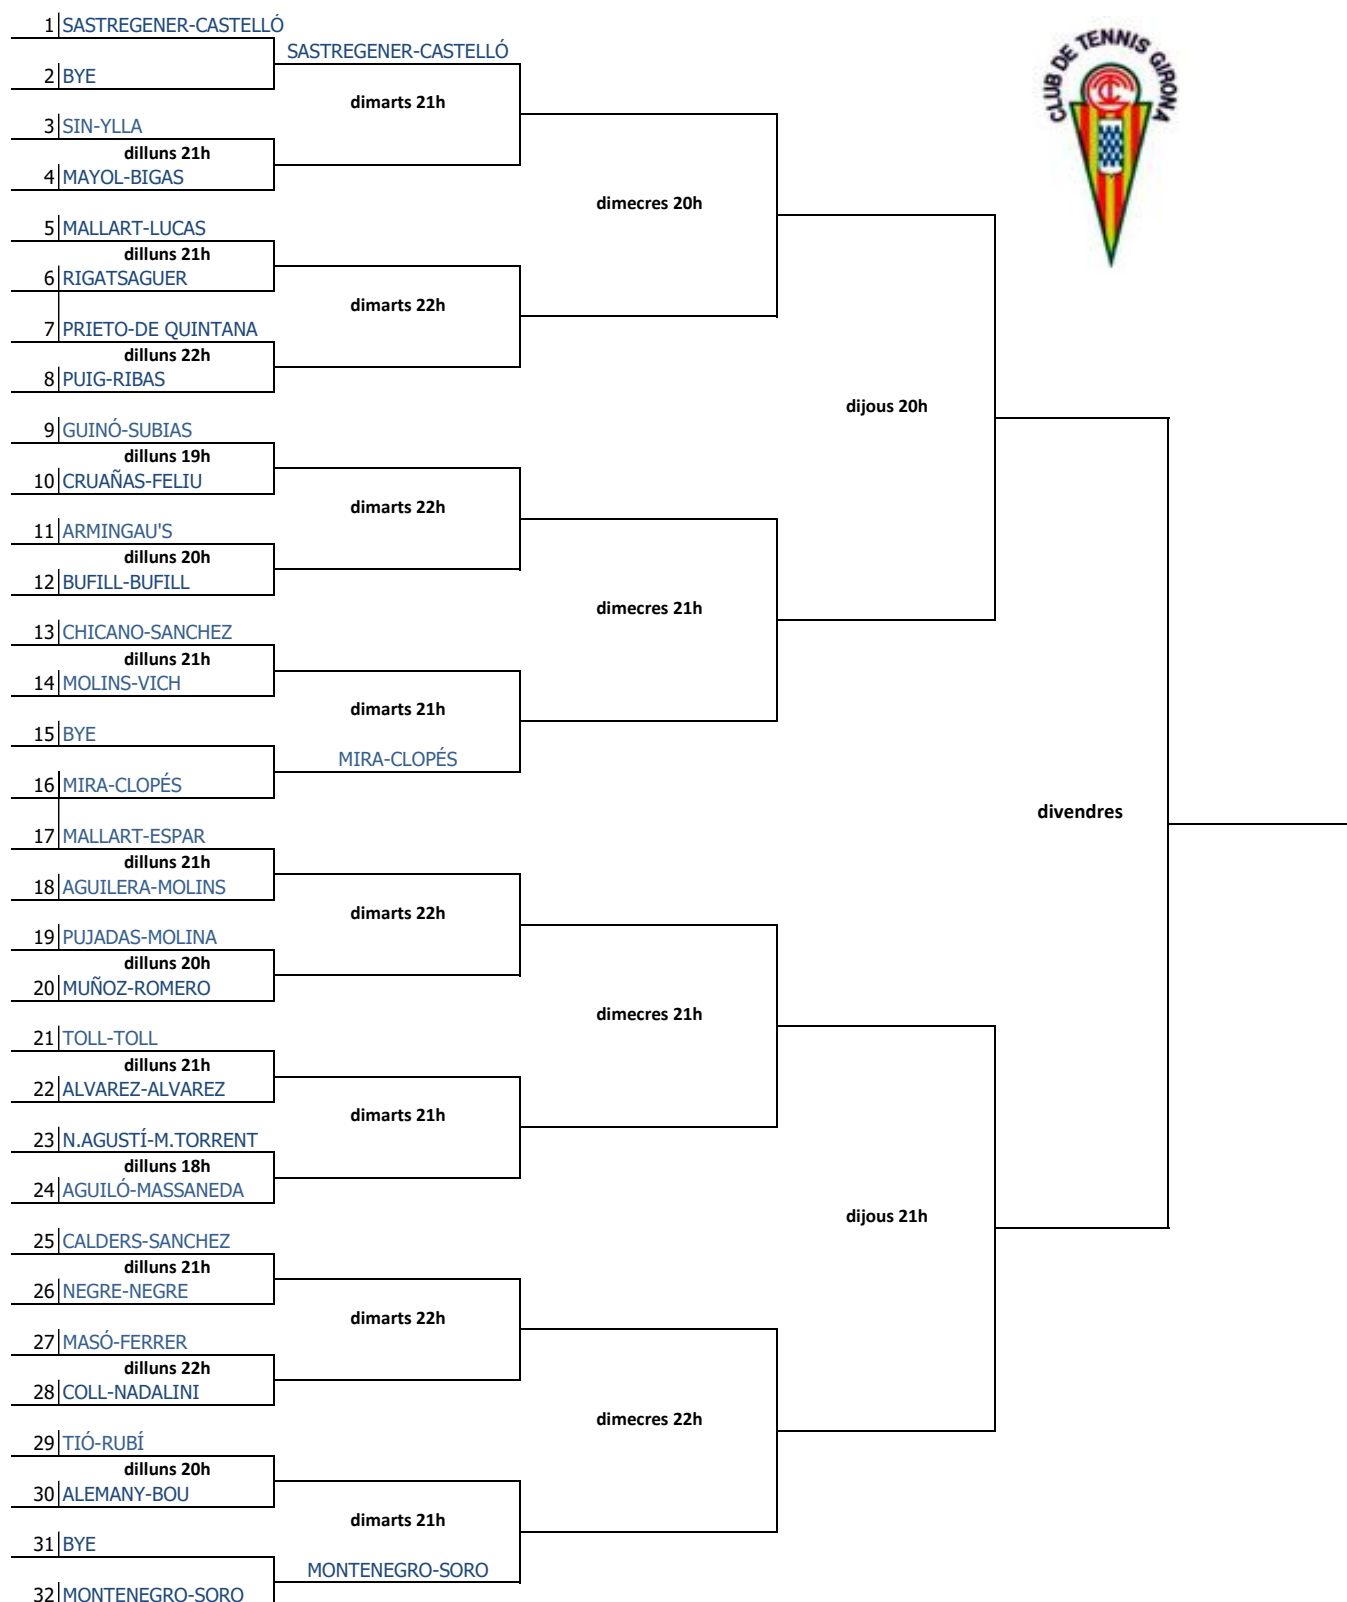 1 SASTREGENER-CASTELLÓ
SASTREGENER-CASTELLÓ
2 BYE
dimarts 21h
3 SIN-YLLA
dilluns 21h
4 MAYOL-BIGAS
dimecres 20h
5 MALLART-LUCAS
dilluns 21h
6 RIGATSAGUER
dimarts 22h
7 PRIETO-DE QUINTANA
dilluns 22h
8 PUIG-RIBAS
dijous 20h
9 GUINÓ-SUBIAS
dilluns 19h
10 CRUAÑAS-FELIU
dimarts 22h
11 ARMINGAU'S
dilluns 20h
12 BUFILL-BUFILL
dimecres 21h
13 CHICANO-SANCHEZ
dilluns 21h
14 MOLINS-VICH
dimarts 21h
15 BYE
MIRA-CLOPÉS
16 MIRA-CLOPÉS
divendres
17 MALLART-ESPAR
dilluns 21h
18 AGUILERA-MOLINS
dimarts 22h
19 PUJADAS-MOLINA
dilluns 20h
20 MUÑOZ-ROMERO
dimecres 21h
21 TOLL-TOLL
dilluns 21h
22 ALVAREZ-ALVAREZ
dimarts 21h
23 N.AGUSTÍ-M.TORRENT
dilluns 18h
24 AGUILÓ-MASSANEDA
dijous 21h
25 CALDERS-SANCHEZ
dilluns 21h
26 NEGRE-NEGRE
dimarts 22h
27 MASÓ-FERRER
dilluns 22h
28 COLL-NADALINI
dimecres 22h
29 TIÓ-RUBÍ
dilluns 20h
30 ALEMANY-BOU
dimarts 21h
31 BYE
MONTENEGRO-SORO
32 MONTENEGRO-SORO
CLUB DE TENNIS GIRONA